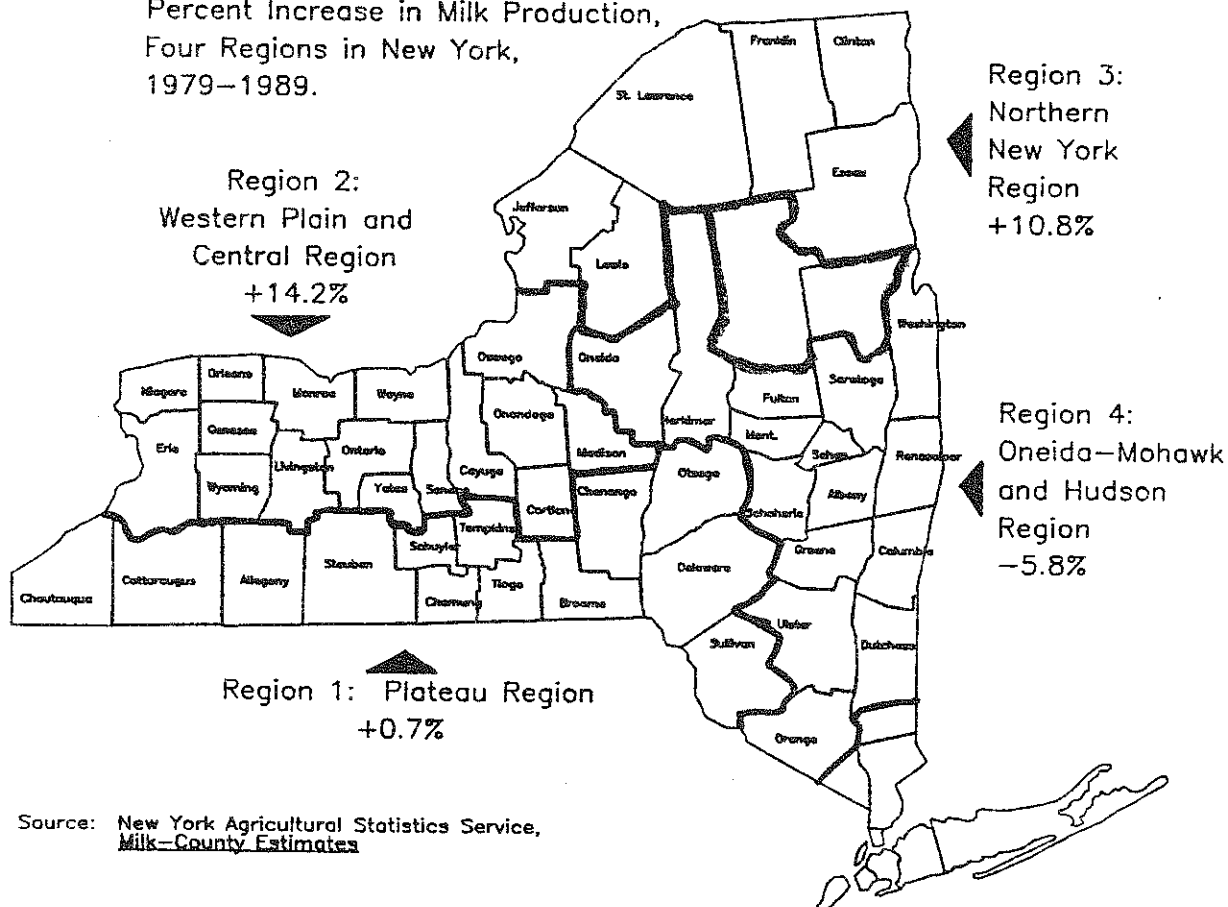 Percent Increase in Milk Production,
Four Regions in New York,
1979-1989.
Region 3:
Northern
New York
Region
+10.8%
Region 2:
Western Plain and
Central Region
+14.2%
Region 4:
Oneida-Mohawk
and Hudson
Region
-5.8%
Region 1: Plateau Region
+0.7%
Franklin
Clinton
St. Lawrence
Essex
Jefferson
Lewis
Washington
Oswego
Oneida
Orleans
Niagara
Monroe
Wayne
Saratoga
Fulton
Onondaga
Herkimer
Genesee
Mont.
Erie
Ontario
Madison
Schen.
Rensselaer
Livingston
Cayuga
Otsego
Wyoming
Yates
Seneca
Chenango
Albany
Cortland
Schoharie
Tompkins
Schuyler
Greene
Columbia
Steuben
Delaware
Cattaraugus
Allegany
Tioga
Chautauqua
Chemung
Broome
Ulster
Sullivan
Dutchess
Orange
Source: New York Agricultural Statistics Service,
Milk-County Estimates